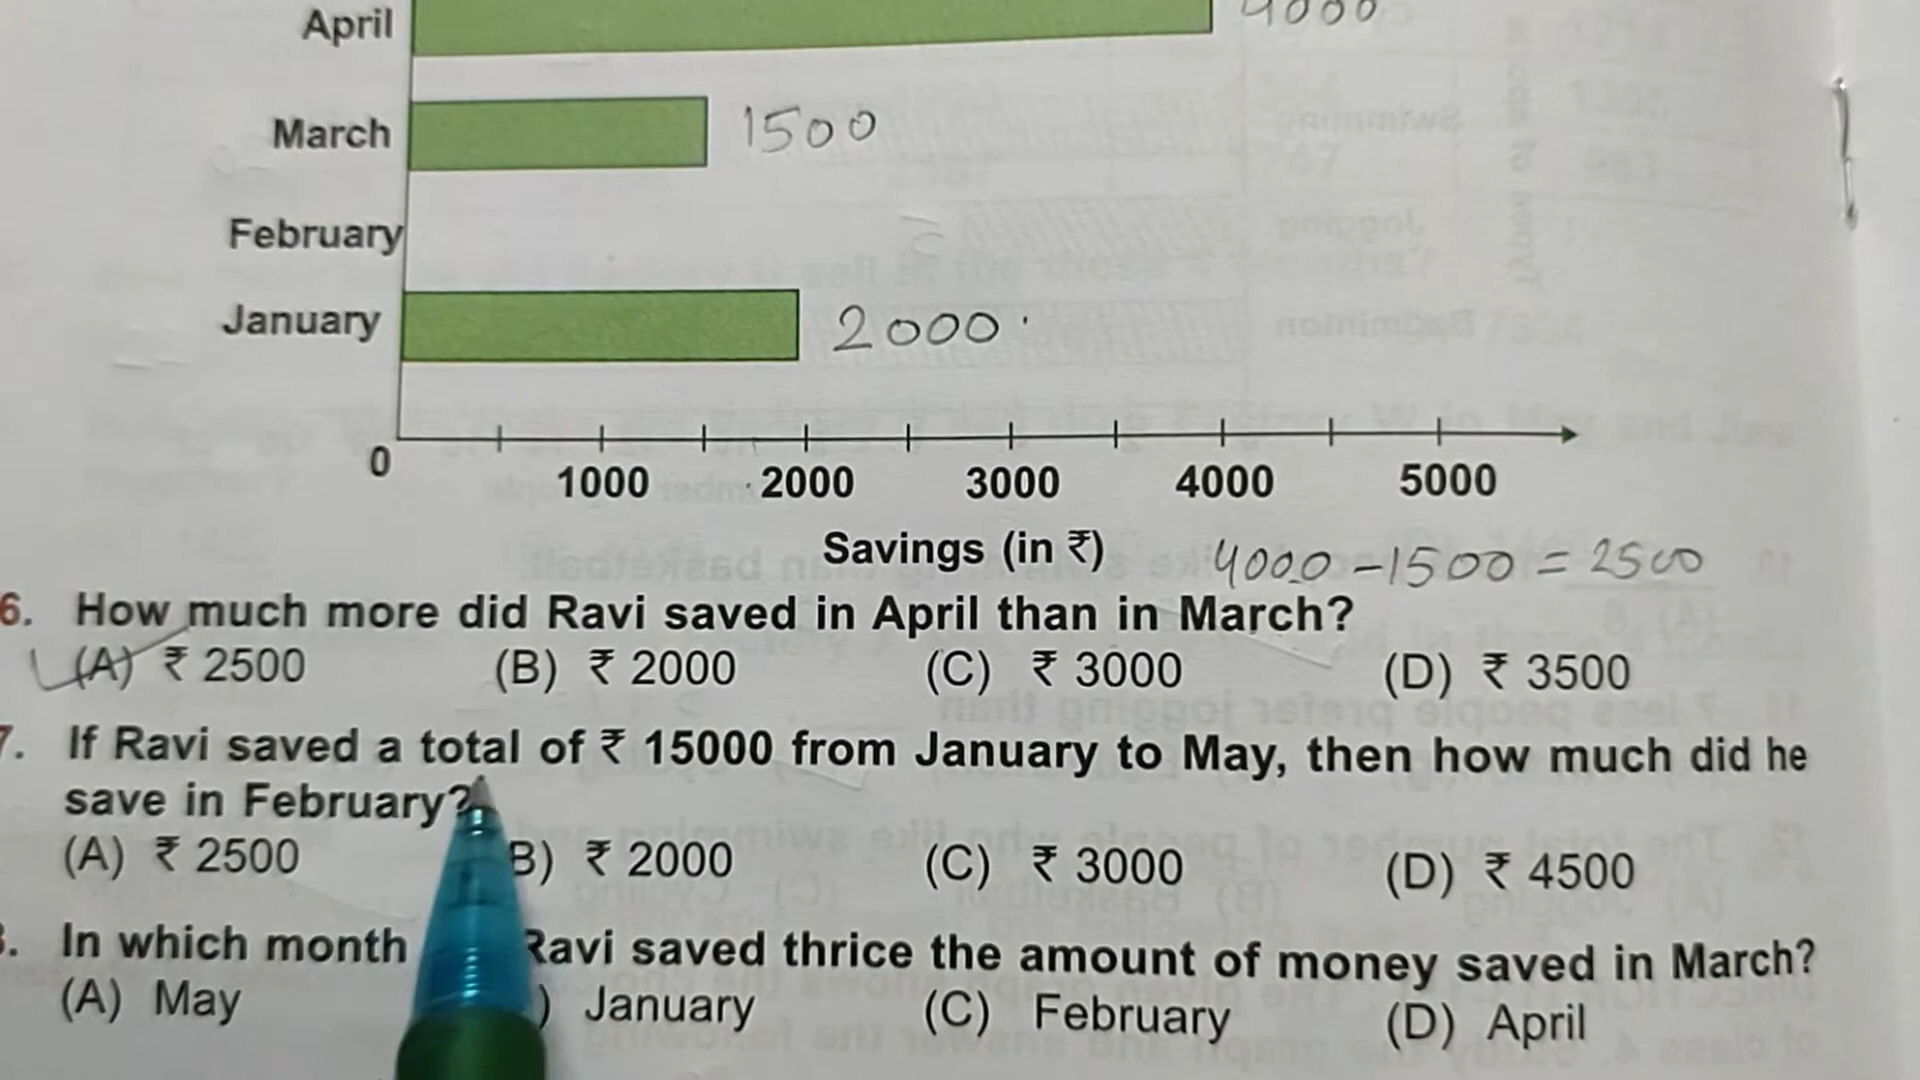 April 4000
March 1500
February
January 2000
0 1000 2000 3000 4000 5000
Savings (in ₹) 4000 - 1500 = 2500
6. How much more did Ravi saved in April than in March?
(A) ₹ 2500 (B) ₹ 2000 (C) ₹ 3000 (D) ₹ 3500
7. If Ravi saved a total of ₹ 15000 from January to May, then how much did he
save in February?
(A) ₹ 2500 B) ₹ 2000 (C) ₹ 3000 (D) ₹ 4500
. In which month Ravi saved thrice the amount of money saved in March?
(A) May ) January (C) February (D) April